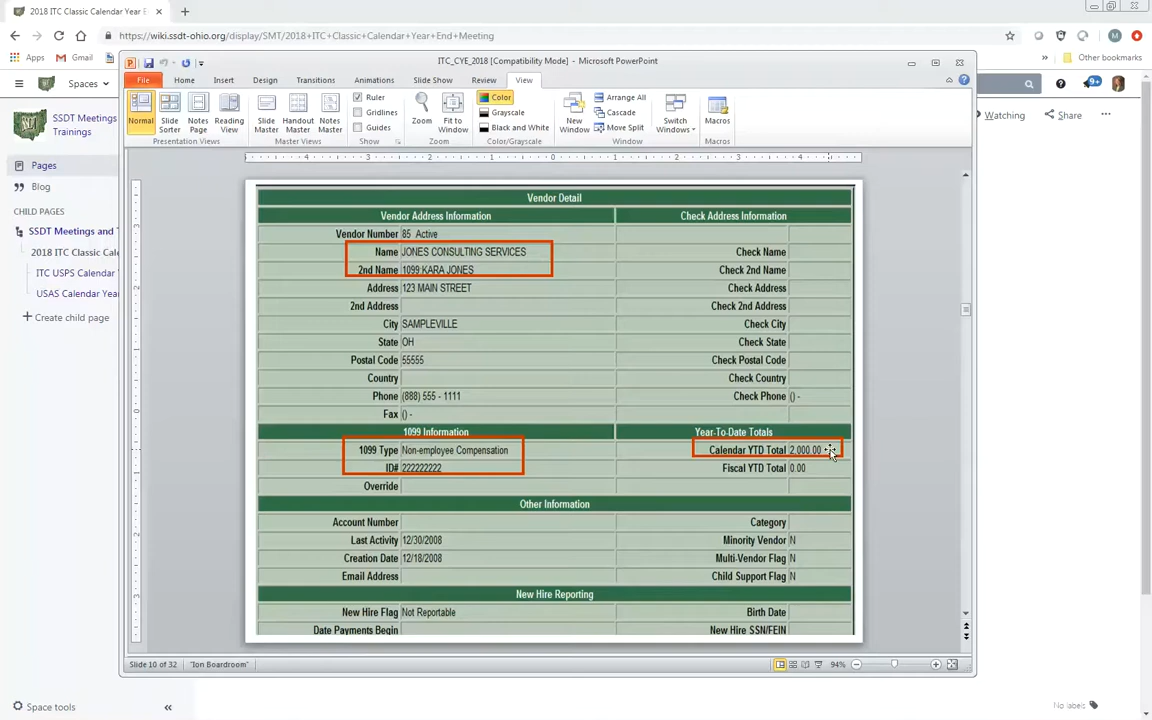 2018 ITC Classic Calendar Year E
https://wiki.ssdt-ohio.org/display/SMT/2018+ITC+Classic+Calendar+Year+End+Meeting
M
Apps
Gmail
Other bookmarks
Spaces
9+
SSDT Meetings
Trainings
Pages
Blog
CHILD PAGES
SSDT Meetings and T
2018 ITC Classic Cale
ITC USPS Calendar
USAS Calendar Year
Create child page
Space tools
Watching
Share
No labels
ITC_CYE_2018 [Compatibility Mode] - Microsoft PowerPoint
File
Home
Insert
Design
Transitions
Animations
Slide Show
Review
View
Normal
Slide Sorter
Notes Page
Reading View
Presentation Views
Slide Master
Handout Master
Notes Master
Master Views
Ruler
Gridlines
Guides
Show
Zoom
Fit to Window
Zoom
Color
Grayscale
Black and White
Color/Grayscale
New Window
Arrange All
Cascade
Move Split
Window
Switch Windows
Macros
Macros
Vendor Detail
Vendor Address Information
Check Address Information
Vendor Number 85 Active
Name JONES CONSULTING SERVICES
Check Name
2nd Name 1099:KARA JONES
Check 2nd Name
Address 123 MAIN STREET
Check Address
2nd Address
Check 2nd Address
City SAMPLEVILLE
Check City
State OH
Check State
Postal Code 55555
Check Postal Code
Country
Check Country
Phone (888) 555 - 1111
Check Phone () -
Fax () -
1099 Information
Year-To-Date Totals
1099 Type Non-employee Compensation
Calendar YTD Total 2,000.00
ID# 222222222
Fiscal YTD Total 0.00
Override
Other Information
Account Number
Category
Last Activity 12/30/2008
Minority Vendor N
Creation Date 12/18/2008
Multi-Vendor Flag N
Email Address
Child Support Flag N
New Hire Reporting
New Hire Flag Not Reportable
Birth Date
Date Payments Begin
New Hire SSN/FEIN
Slide 10 of 32
"Ion Boardroom"
94%